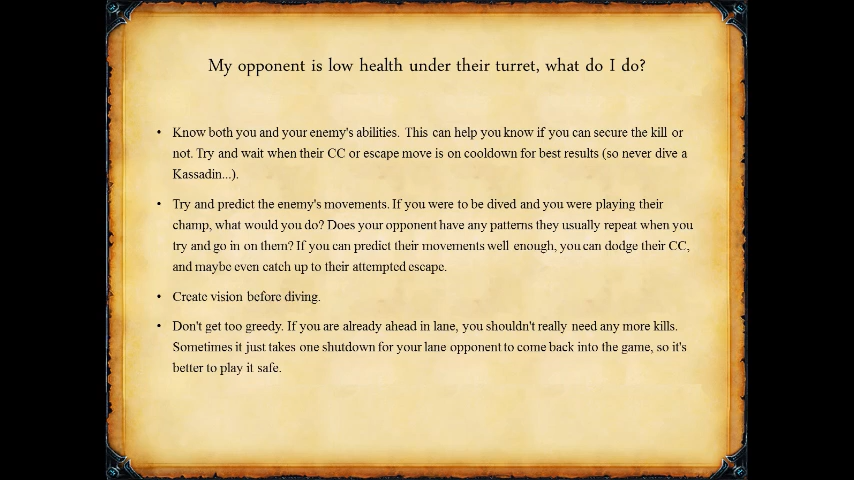 My opponent is low health under their turret, what do I do?
• Know both you and your enemy's abilities. This can help you know if you can secure the kill or
not. Try and wait when their CC or escape move is on cooldown for best results (so never dive a
Kassadin...).
• Try and predict the enemy's movements. If you were to be dived and you were playing their
champ, what would you do? Does your opponent have any patterns they usually repeat when you
try and go in on them? If you can predict their movements well enough, you can dodge their CC,
and maybe even catch up to their attempted escape.
• Create vision before diving.
• Don't get too greedy. If you are already ahead in lane, you shouldn't really need any more kills.
Sometimes it just takes one shutdown for your lane opponent to come back into the game, so it's
better to play it safe.